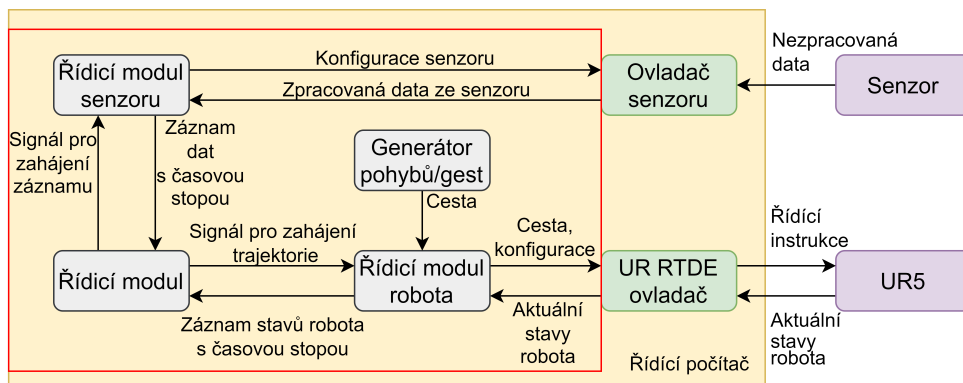 Řídicí modul
senzoru
Konfigurace senzoru
Zpracovaná data ze senzoru
Ovladač
senzoru
Nezpracovaná
data
Senzor
Signál pro
zahájení
záznamu
Záznam
dat
s časovou
stopou
Generátor
pohybů/gest
Cesta
Řídicí modul
Signál pro zahájení
trajektorie
Řídicí modul
robota
Cesta,
konfigurace
UR RTDE
ovladač
Řídící
instrukce
UR5
Záznam stavů robota
s časovou stopou
Aktuální
stavy
robota
Aktuální
stavy
robota
Řídící počítač